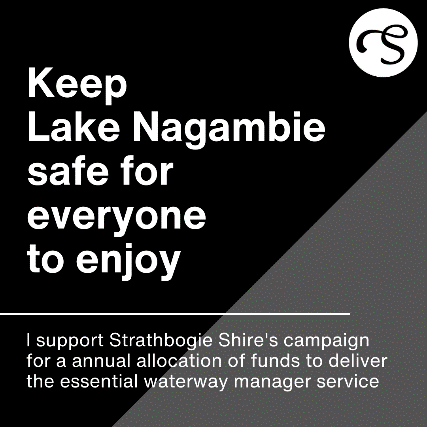 S
Keep
Lake Nagambie
safe for
everyone
to enjoy
I support Strathbogie Shire's campaign
for a annual allocation of funds to deliver
the essential waterway manager service